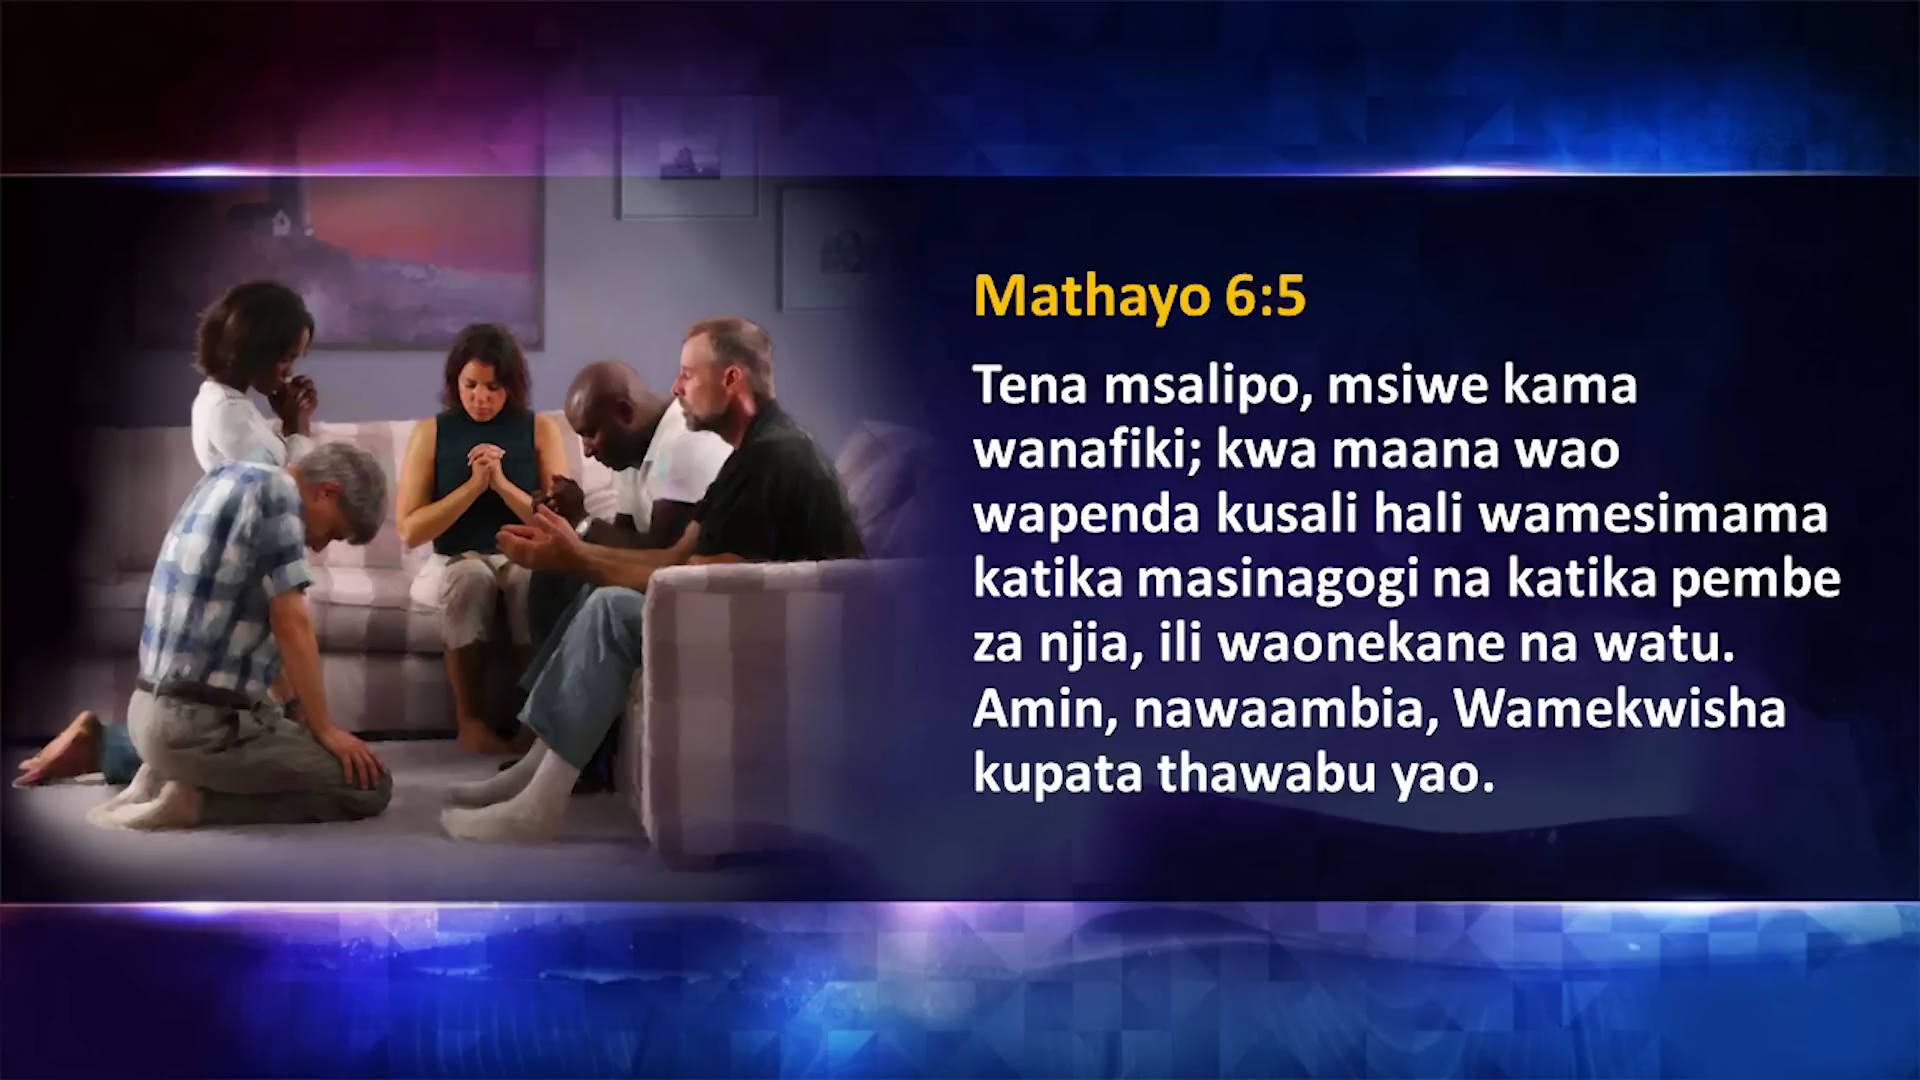 Mathayo 6:5
Tena msalipo, msiwe kama
wanafiki; kwa maana wao
wapenda kusali hali wamesimama
katika masinagogi na katika pembe
za njia, ili waonekane na watu.
Amin, nawaambia, Wamekwisha
kupata thawabu yao.